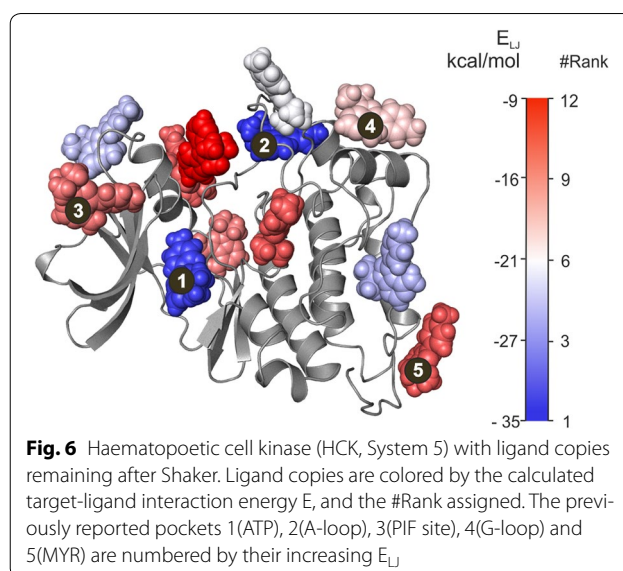 E_LJ
kcal/mol #Rank
-9 12
-16 9
-21 6
-27 3
-35 1
4
2
3
1
5
Fig. 6 Haematopoetic cell kinase (HCK, System 5) with ligand copies
remaining after Shaker. Ligand copies are colored by the calculated
target-ligand interaction energy E, and the #Rank assigned. The previ-
ously reported pockets 1(ATP), 2(A-loop), 3(PIF site), 4(G-loop) and
5(MYR) are numbered by their increasing E_LJ